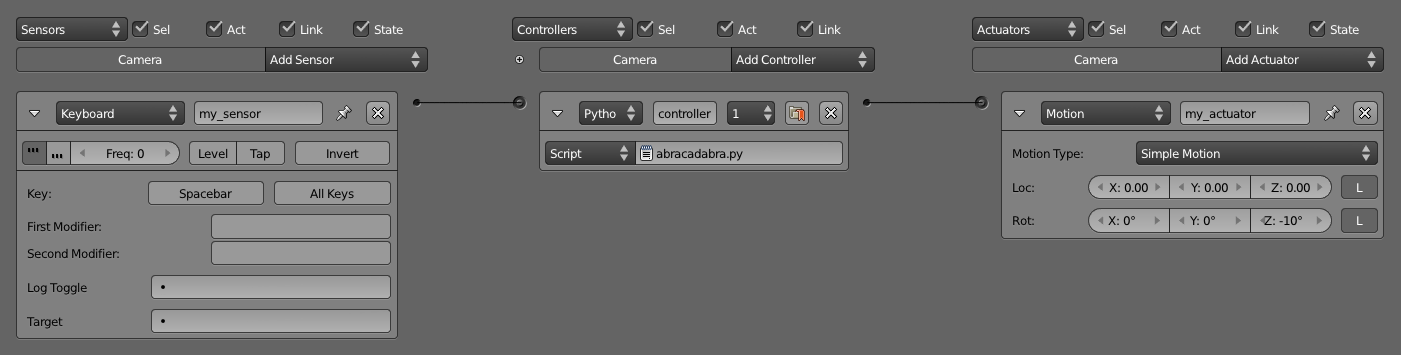 Sensors Sel Act Link State Controllers Sel Act Link Actuators Sel Act Link State
Camera Add Sensor Camera Add Controller Camera Add Actuator
Keyboard my_sensor Pytho controller 1 Motion my_actuator
Freq: 0 Level Tap Invert Script abracadabra.py Motion Type: Simple Motion
Key: Spacebar All Keys Loc: X: 0.00 Y: 0.00 Z: 0.00 L
First Modifier: Rot: X: 0° Y: 0° Z: -10° L
Second Modifier:
Log Toggle
Target